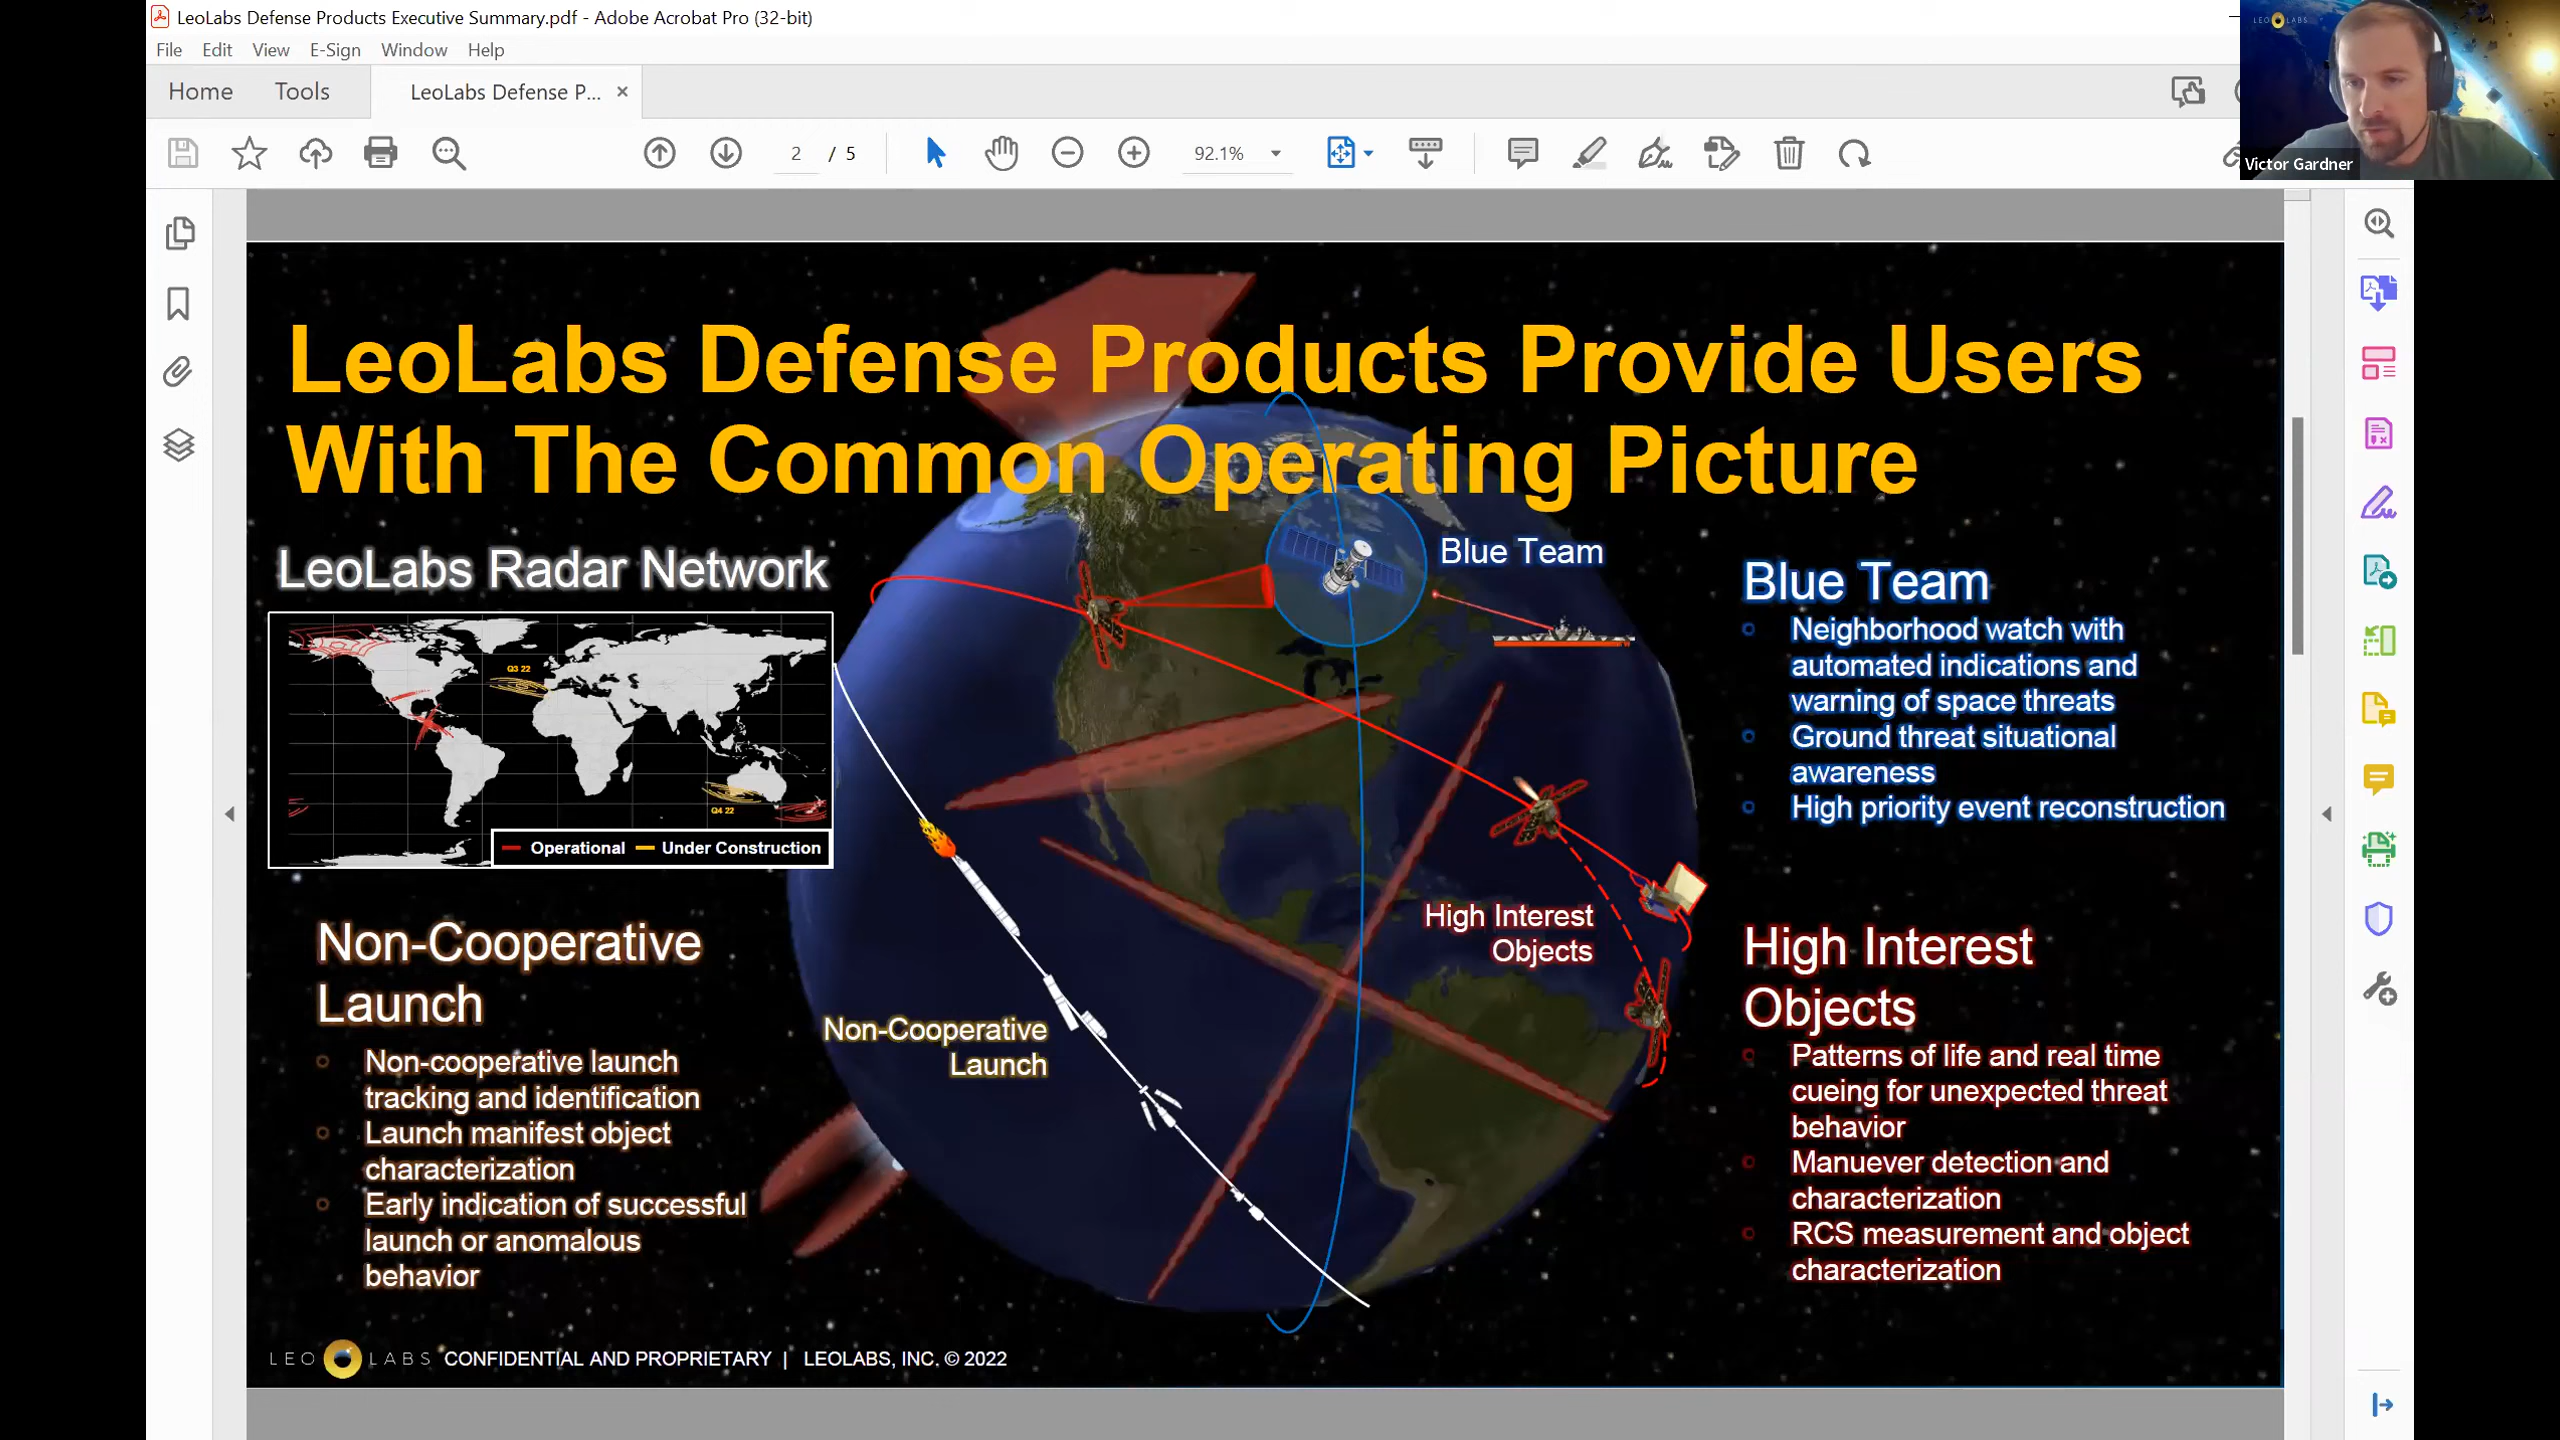 LeoLabs Defense Products Executive Summary.pdf - Adobe Acrobat Pro (32-bit)
File Edit View E-Sign Window Help
Home Tools LeoLabs Defense P... ×
2 / 5 92.1%
LEO LABS
Victor Gardner
LeoLabs Defense Products Provide Users
With The Common Operating Picture
LeoLabs Radar Network
Q3 22
Q4 22
Operational Under Construction
Non-Cooperative
Launch
Non-cooperative launch
tracking and identification
Launch manifest object
characterization
Early indication of successful
launch or anomalous
behavior
Blue Team
High Interest
Objects
Non-Cooperative
Launch
Blue Team
Neighborhood watch with
automated indications and
warning of space threats
Ground threat situational
awareness
High priority event reconstruction
High Interest
Objects
Patterns of life and real time
cueing for unexpected threat
behavior
Manuever detection and
characterization
RCS measurement and object
characterization
LEO LABS CONFIDENTIAL AND PROPRIETARY | LEOLABS, INC. © 2022